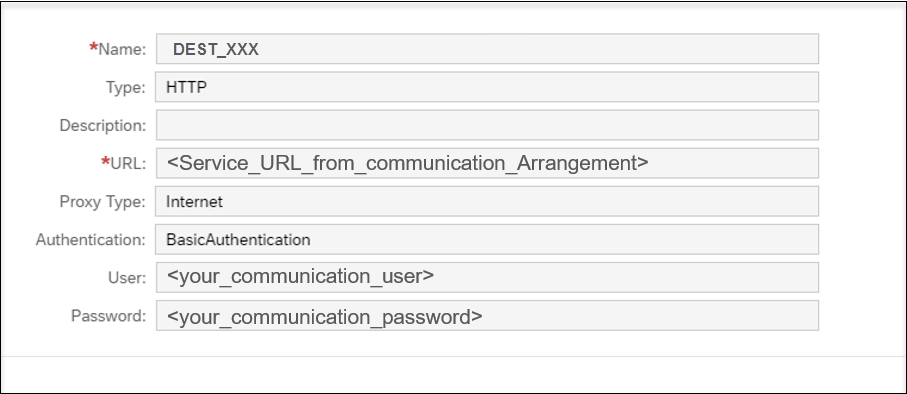 *Name: DEST_XXX
Type: HTTP
Description:
*URL: <Service_URL_from_communication_Arrangement>
Proxy Type: Internet
Authentication: BasicAuthentication
User: <your_communication_user>
Password: <your_communication_password>